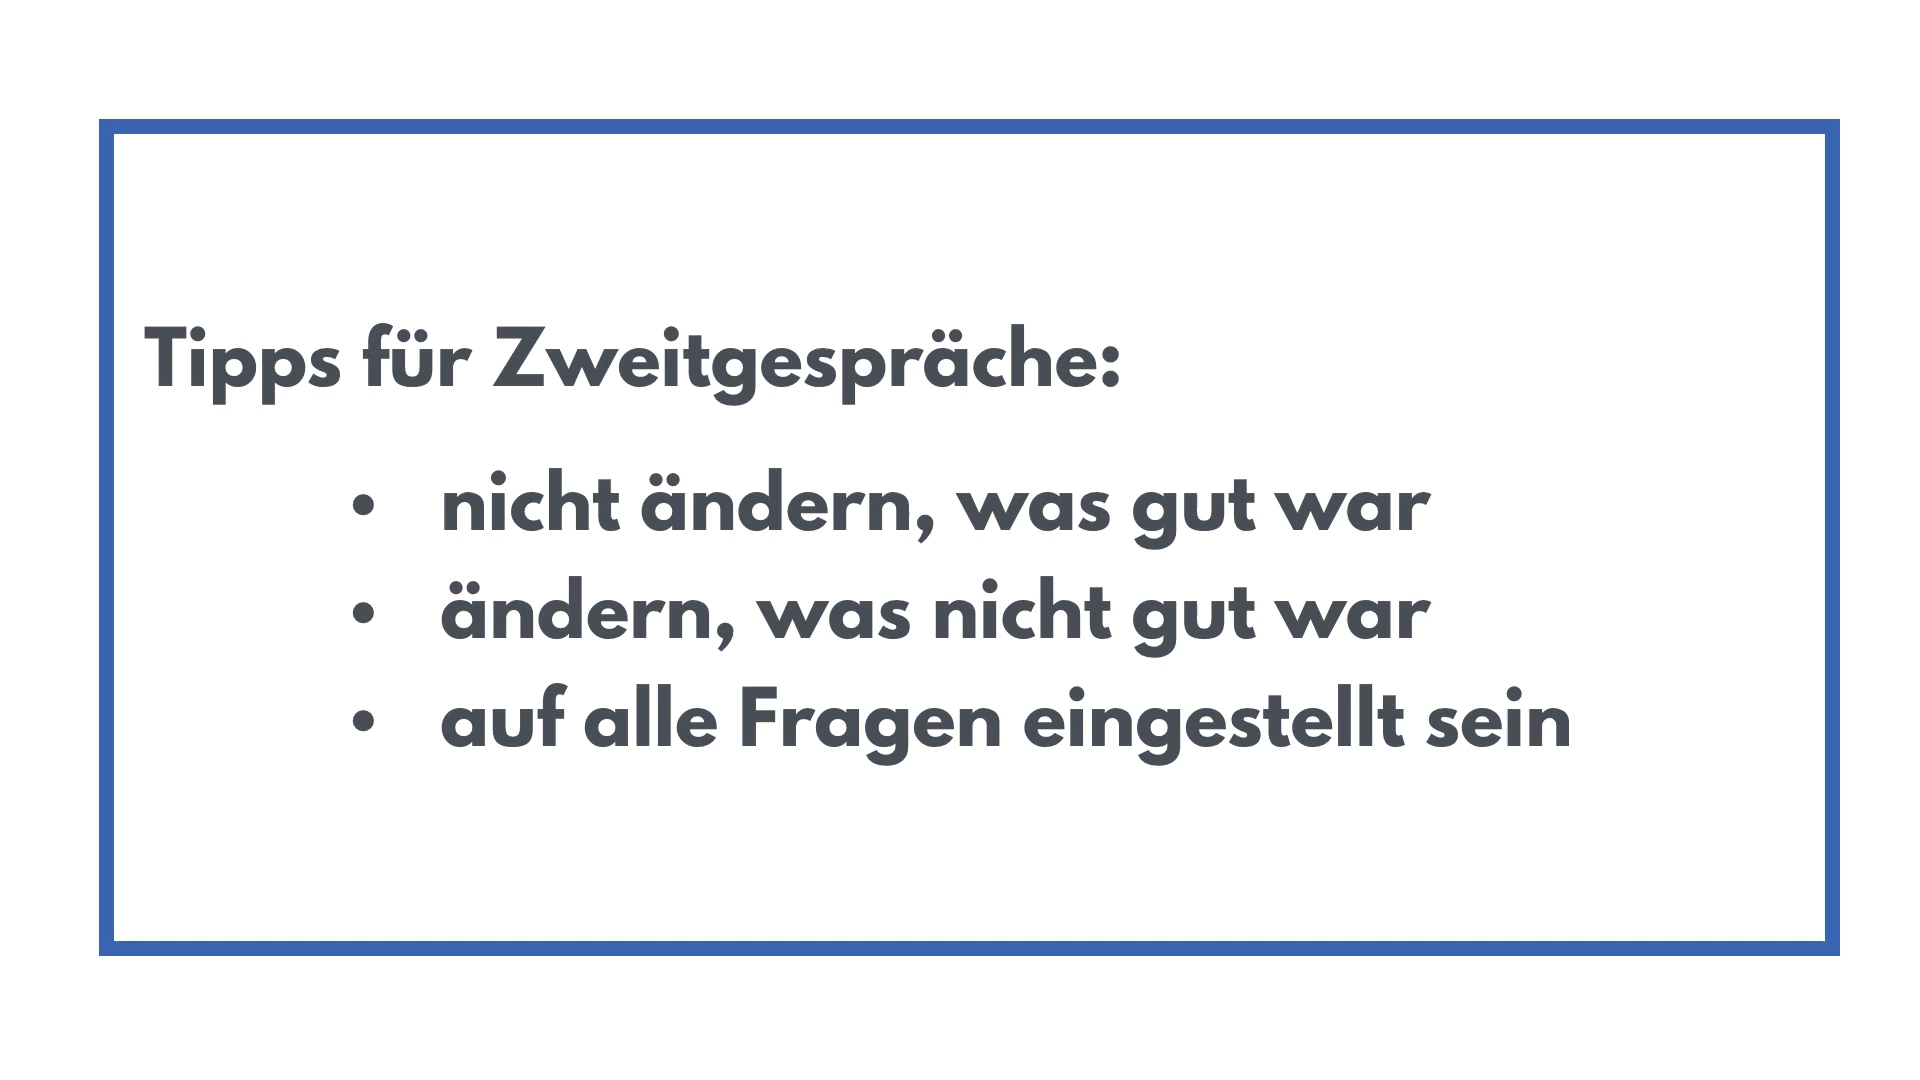 Tipps für Zweitgespräche:
• nicht ändern, was gut war
• ändern, was nicht gut war
• auf alle Fragen eingestellt sein